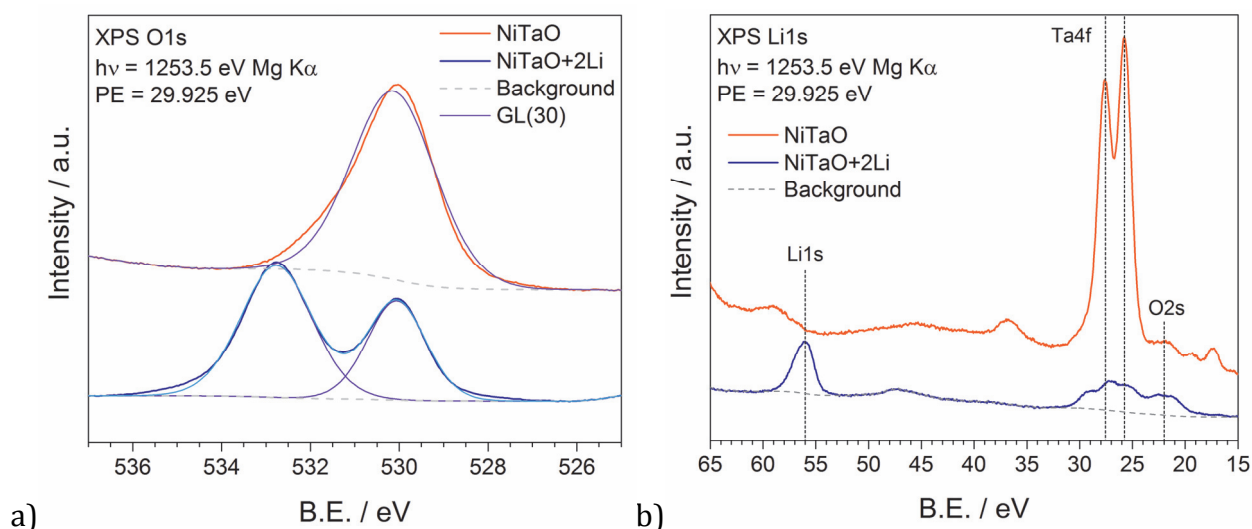 XPS O1s
hν = 1253.5 eV Mg Kα
PE = 29.925 eV
NiTaO
NiTaO+2Li
Background
GL(30)
Intensity / a.u.
536 534 532 530 528 526
B.E. / eV
a)
XPS Li1s
hν = 1253.5 eV Mg Kα
PE = 29.925 eV
Ta4f
NiTaO
NiTaO+2Li
Background
Li1s
O2s
Intensity / a.u.
65 60 55 50 45 40 35 30 25 20 15
B.E. / eV
b)